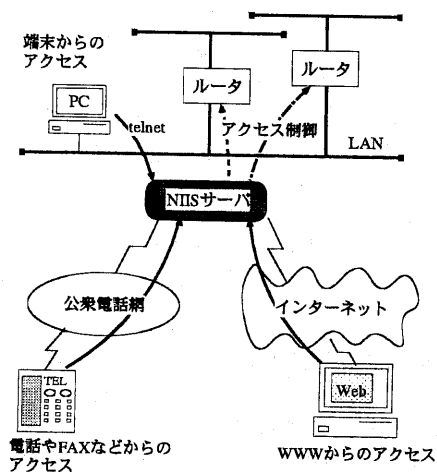 端末からの
アクセス
PC
telnet
ルータ
ルータ
アクセス制御
LAN
NIISサーバ
公衆電話網
インターネット
TEL
Web
電話やFAXなどからの
アクセス
WWWからのアクセス